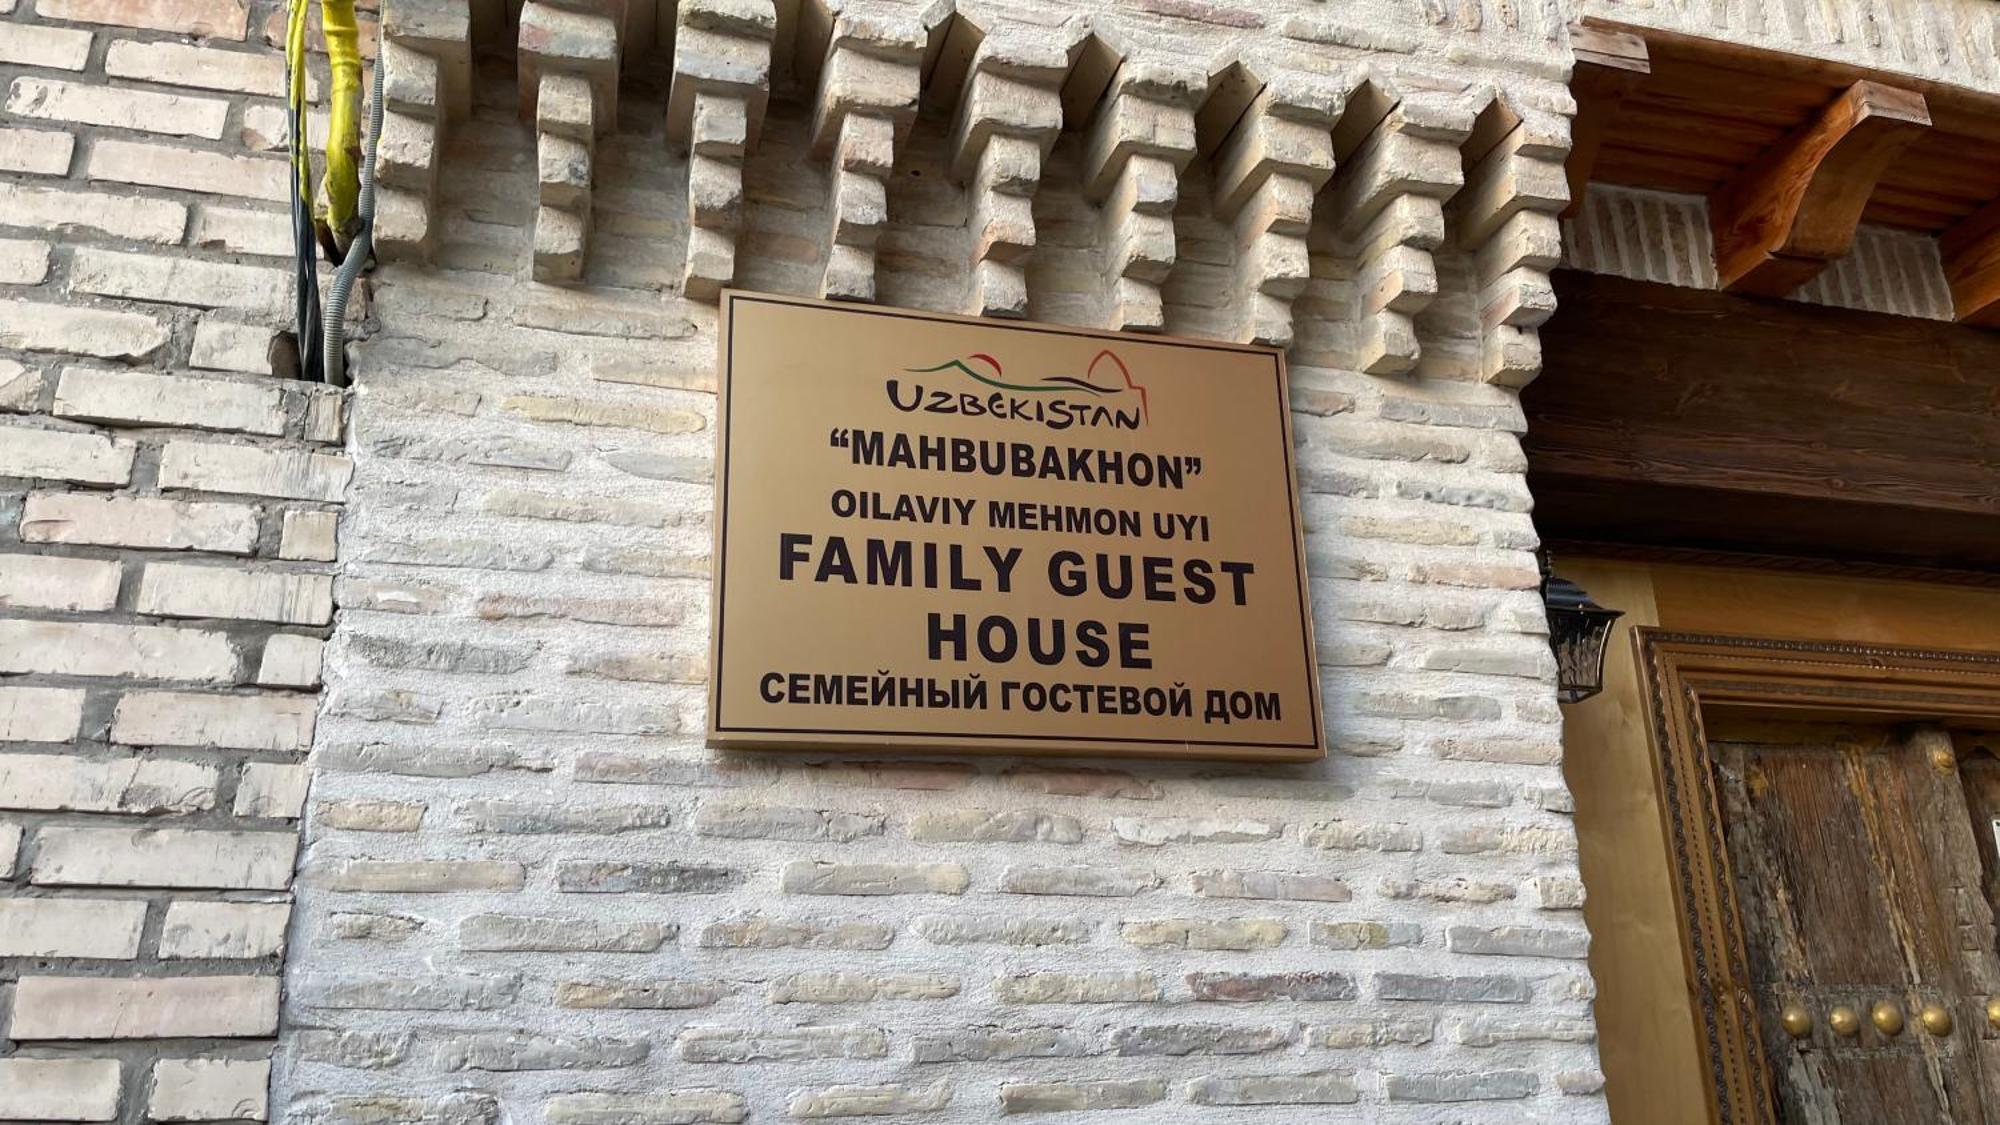 UZBEKISTAN
“MAHBUBAKHON”
OILAVIY MEHMON UYI
FAMILY GUEST
HOUSE
СЕМЕЙНЫЙ ГОСТЕВОЙ ДОМ